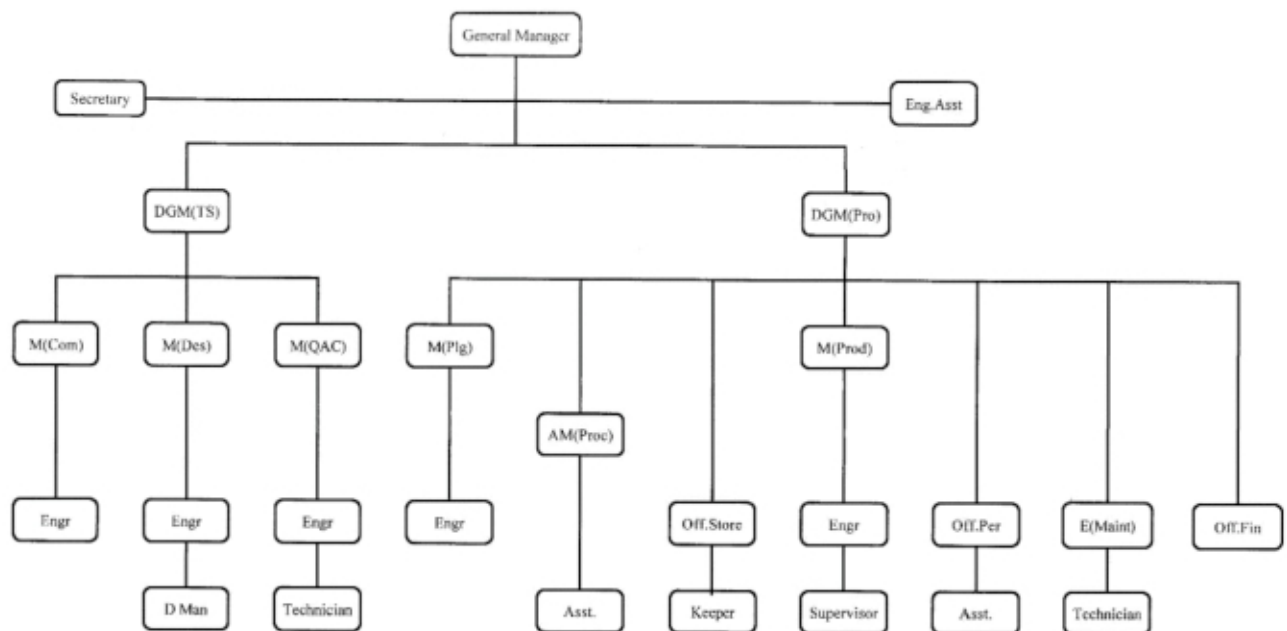 General Manager
Secretary
Eng.Asst
DGM(TS)
DGM(Pro)
M(Com)
M(Des)
M(QAC)
M(Plg)
M(Prod)
AM(Proc)
Engr
Engr
Engr
Engr
Off.Store
Engr
Off.Per
E(Maint)
Off.Fin
D Man
Technician
Asst.
Keeper
Supervisor
Asst.
Technician